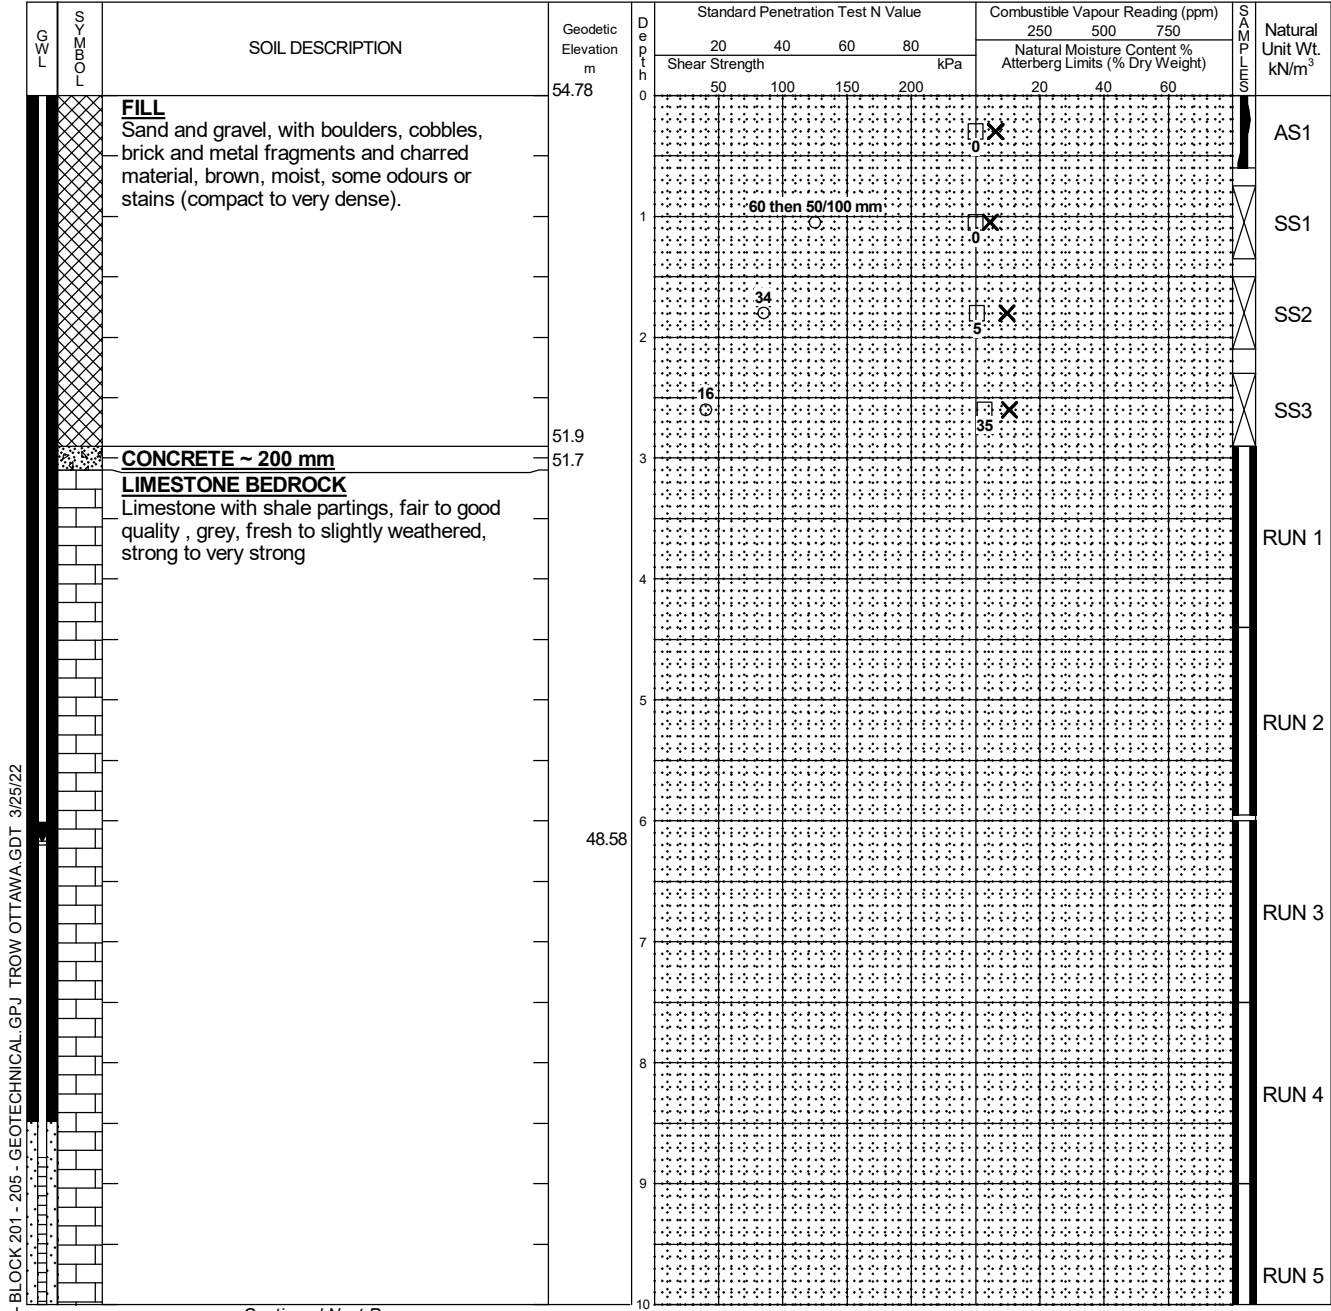 GWL
SYMBOL
SOIL DESCRIPTION
Geodetic
Elevation
m
54.78
Depth
Standard Penetration Test N Value
20 40 60 80
Shear Strength kPa
50 100 150 200
Combustible Vapour Reading (ppm)
250 500 750
Natural Moisture Content %
Atterberg Limits (% Dry Weight)
20 40 60
SAMPLES
Natural
Unit Wt.
kN/m³
0
FILL
Sand and gravel, with boulders, cobbles,
brick and metal fragments and charred
material, brown, moist, some odours or
stains (compact to very dense).
0
AS1
1
60 then 50/100 mm
0
SS1
34
5
SS2
2
16
35
SS3
51.9
CONCRETE ~ 200 mm
51.7
3
LIMESTONE BEDROCK
Limestone with shale partings, fair to good
quality , grey, fresh to slightly weathered,
strong to very strong
RUN 1
4
5
RUN 2
6
48.58
RUN 3
7
8
RUN 4
9
RUN 5
10
BLOCK 201 - 205 - GEOTECHNICAL.GPJ TROW OTTAWA.GDT 3/25/22